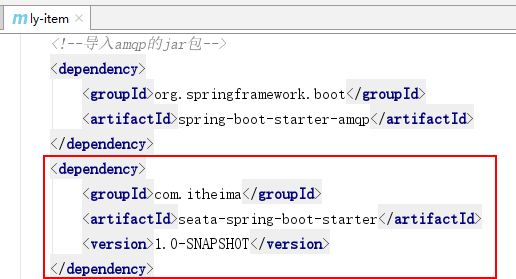 m ly-item ×
<!--导入amqp的jar包-->
<dependency>
<groupId>org.springframework.boot</groupId>
<artifactId>spring-boot-starter-amqp</artifactId>
</dependency>
<dependency>
<groupId>com.itheima</groupId>
<artifactId>seata-spring-boot-starter</artifactId>
<version>1.0-SNAPSHOT</version>
</dependency>